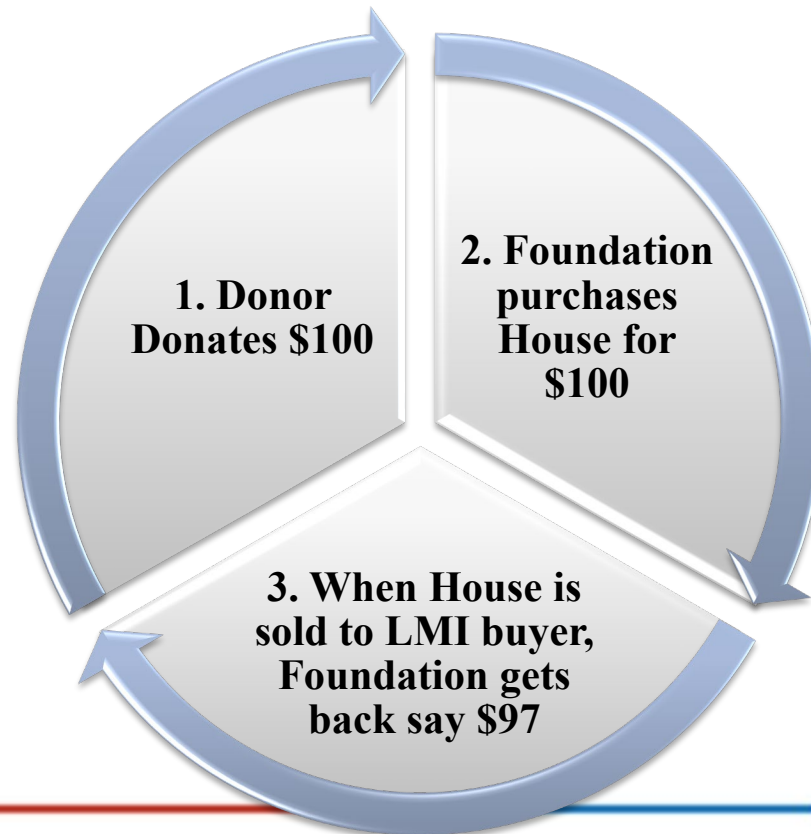 1. Donor
Donates $100
2. Foundation
purchases
House for
$100
3. When House is
sold to LMI buyer,
Foundation gets
back say $97